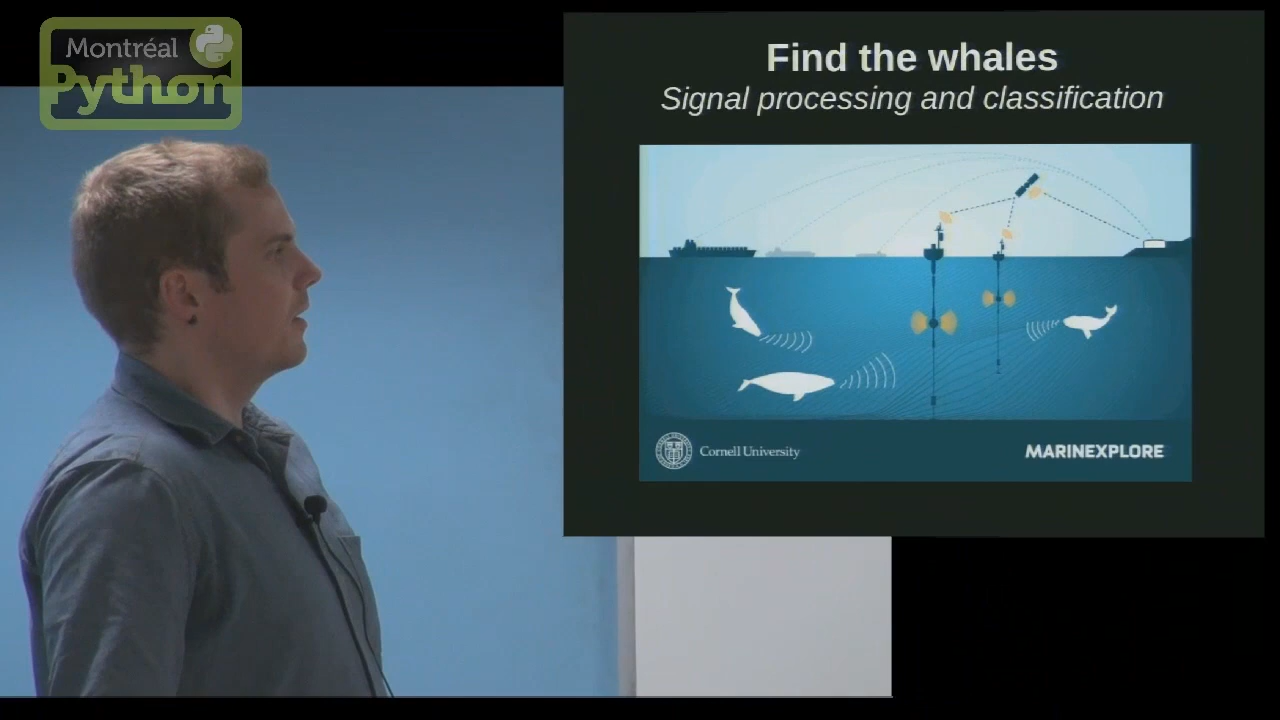 Montréal
Python
Find the whales
Signal processing and classification
Cornell University
MARINEXPLORE